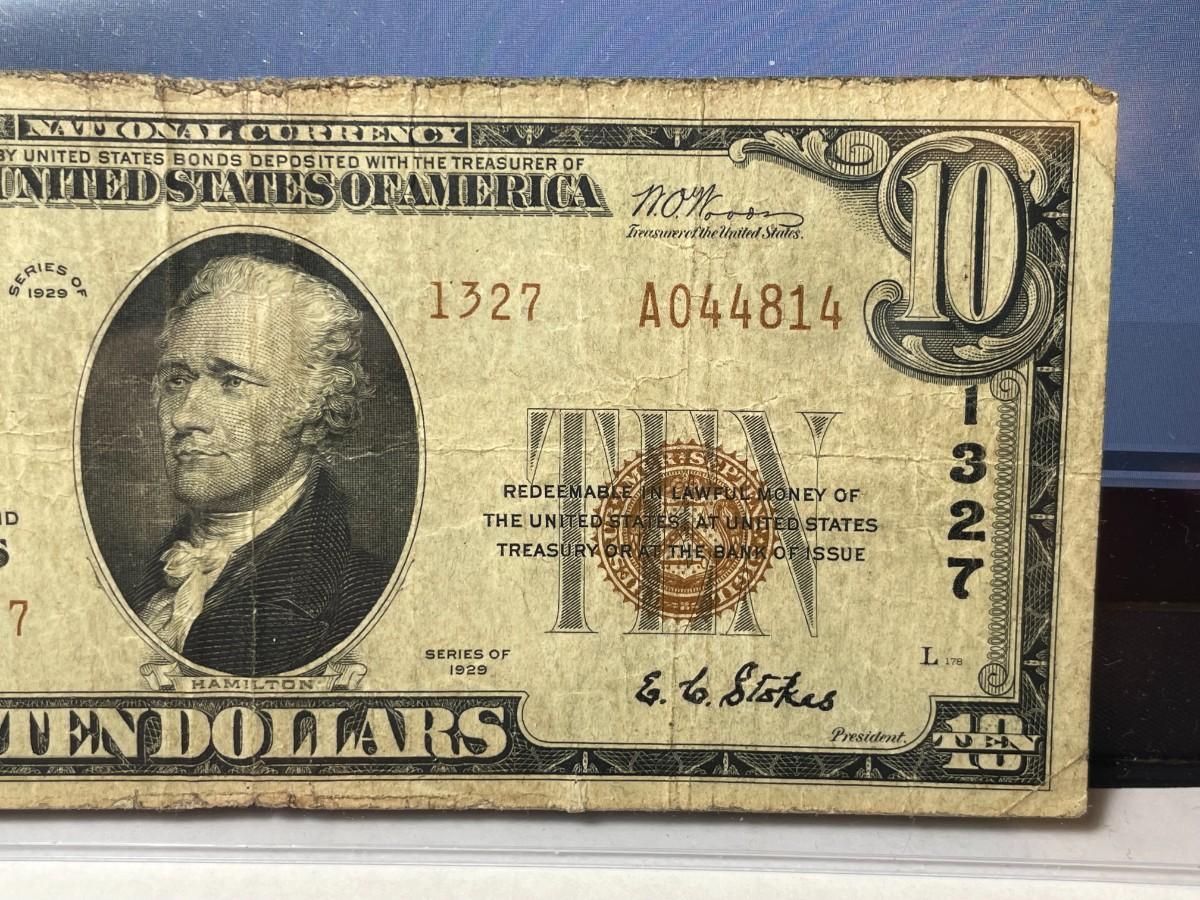 NATIONAL CURRENCY
BY UNITED STATES BONDS DEPOSITED WITH THE TREASURER OF
UNITED STATES OF AMERICA
W. O. Woods
Treasurer of the United States.
10
SERIES OF
1929
1327 A044814
1327
TEN
REDEEMABLE IN LAWFUL MONEY OF
THE UNITED STATES AT UNITED STATES
TREASURY OR AT THE BANK OF ISSUE
ND
S
7
SERIES OF
1929
L 178
HAMILTON
E. C. Stokes
President.
TEN DOLLARS
10
TEN